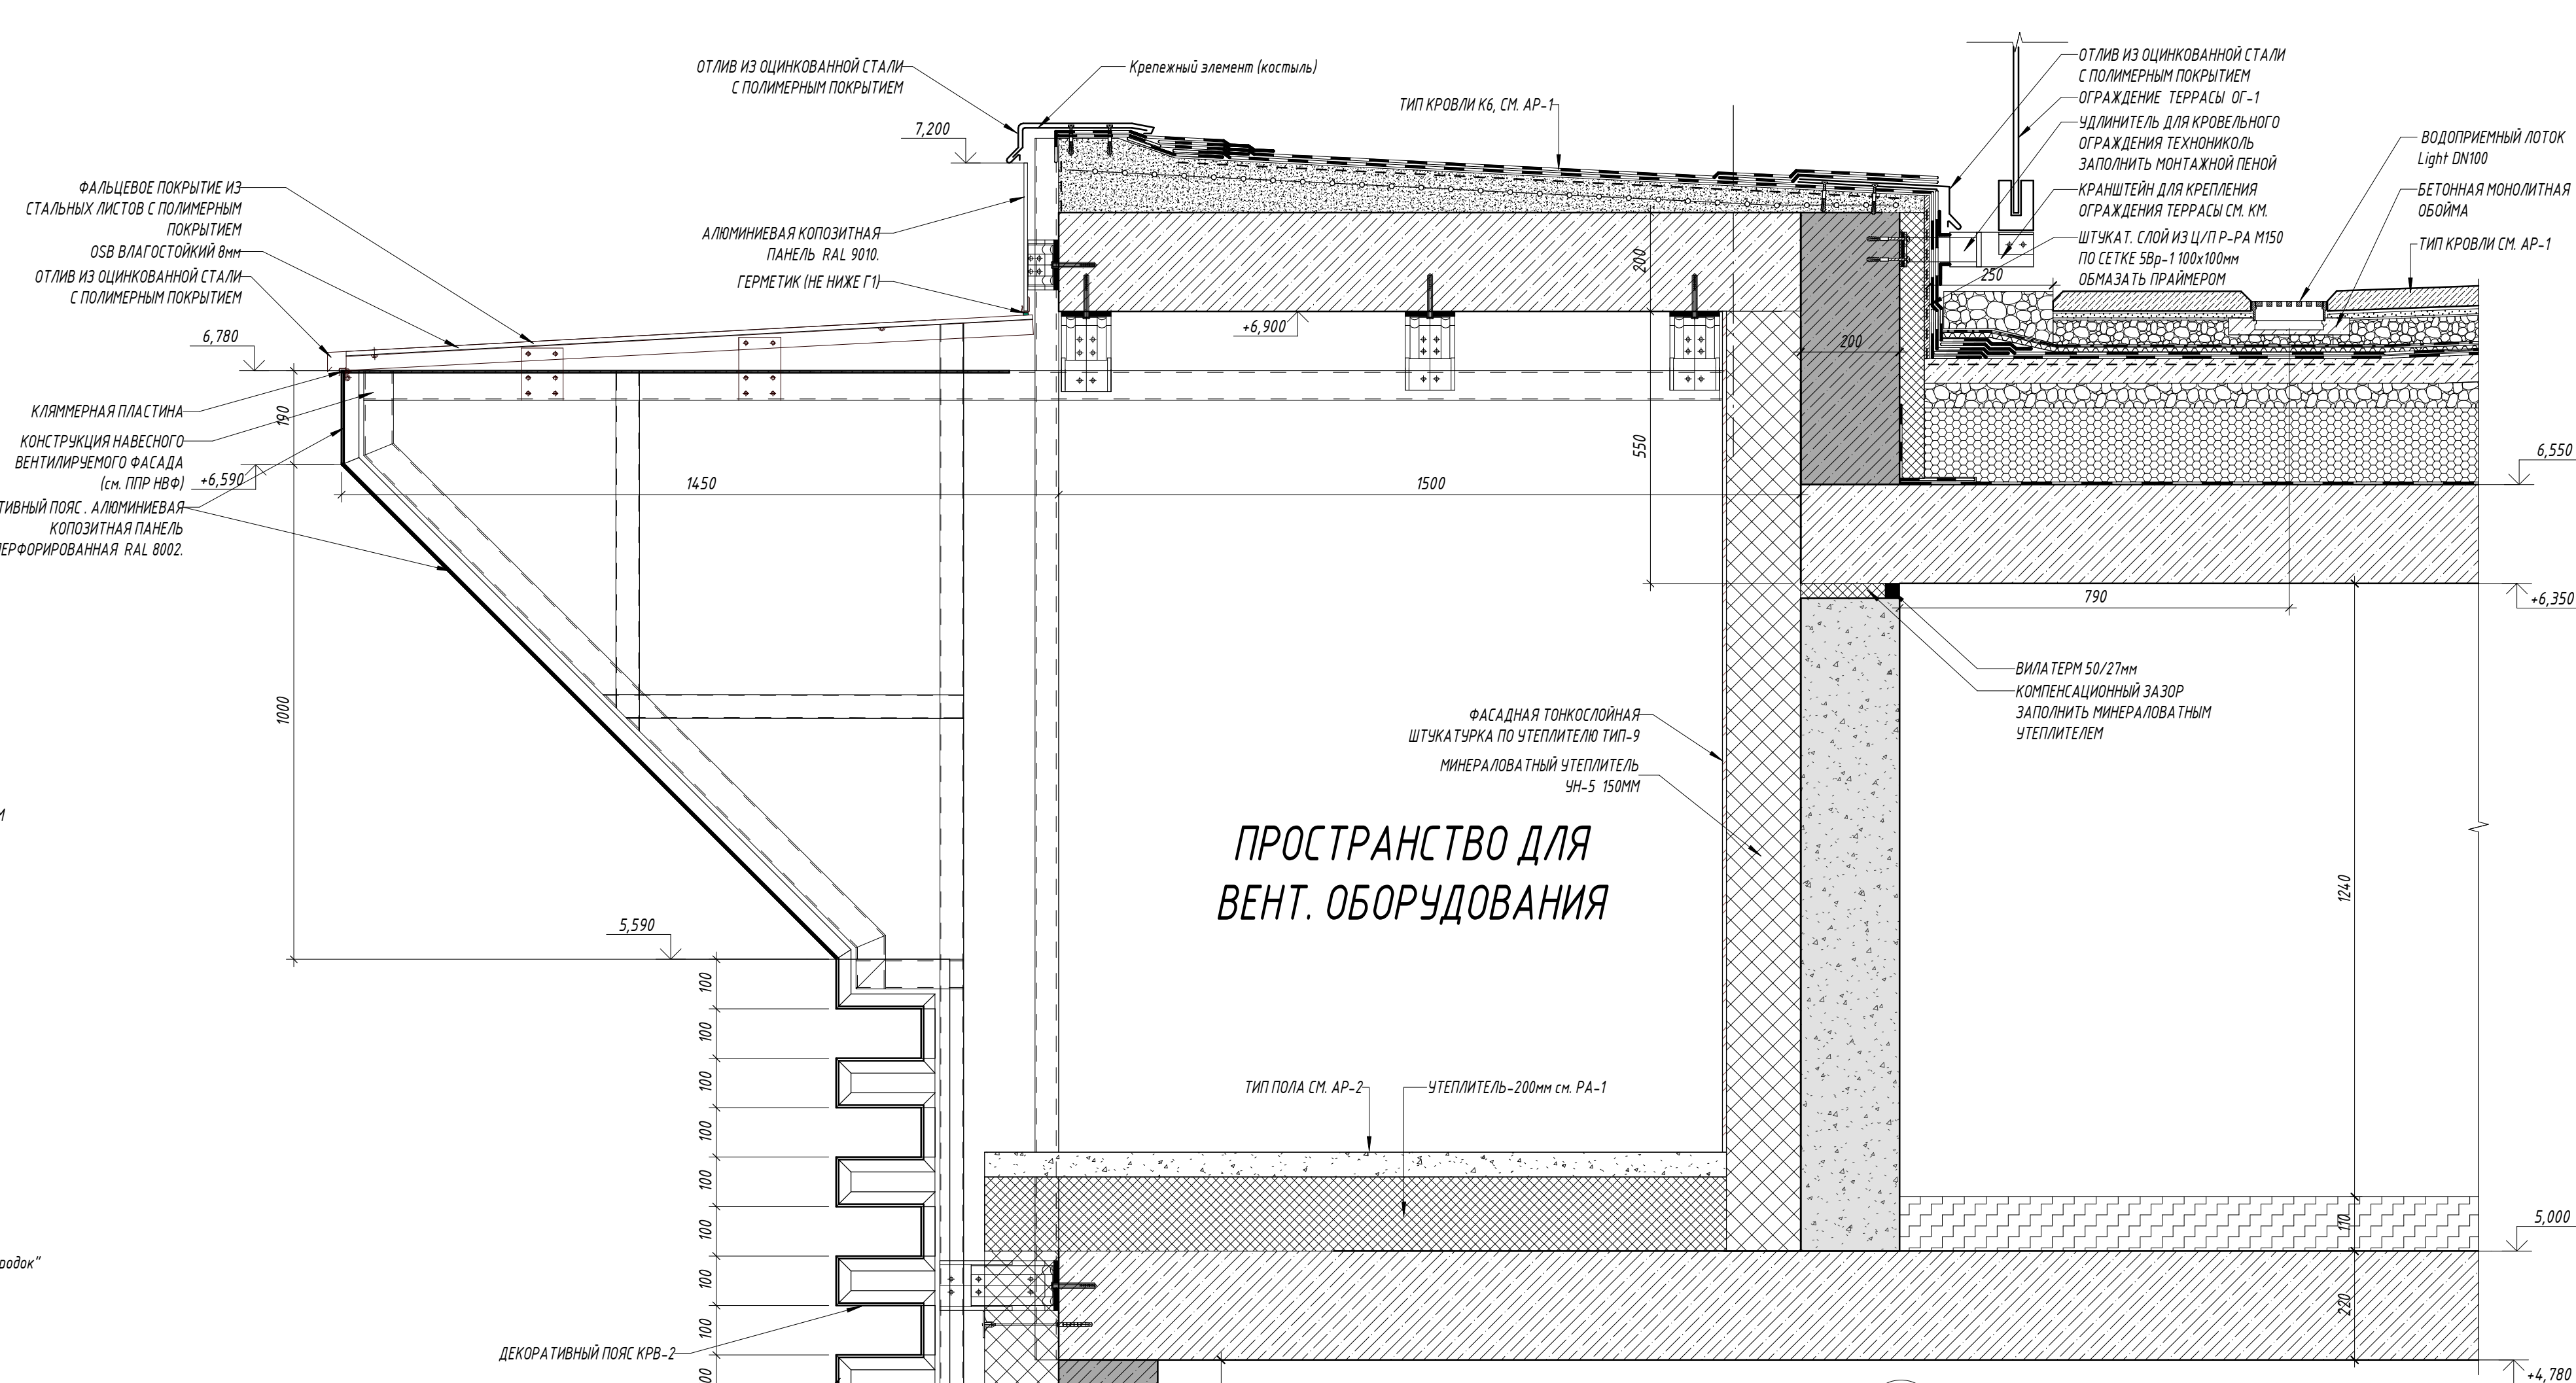 ОТЛИВ ИЗ ОЦИНКОВАННОЙ СТАЛИ
С ПОЛИМЕРНЫМ ПОКРЫТИЕМ
Крепежный элемент (костыль)
ТИП КРОВЛИ К6, СМ. АР-1
7,200
ФАЛЬЦЕВОЕ ПОКРЫТИЕ ИЗ
СТАЛЬНЫХ ЛИСТОВ С ПОЛИМЕРНЫМ
ПОКРЫТИЕМ
OSB ВЛАГОСТОЙКИЙ 8мм
ОТЛИВ ИЗ ОЦИНКОВАННОЙ СТАЛИ
С ПОЛИМЕРНЫМ ПОКРЫТИЕМ
6,780
АЛЮМИНИЕВАЯ КОПОЗИТНАЯ
ПАНЕЛЬ RAL 9010.
ГЕРМЕТИК (НЕ НИЖЕ Г1)
КЛЯММЕРНАЯ ПЛАСТИНА
КОНСТРУКЦИЯ НАВЕСНОГО
ВЕНТИЛИРУЕМОГО ФАСАДА
(см. ППР НВФ)
+6,590
ТИВНЫЙ ПОЯС . АЛЮМИНИЕВАЯ
КОПОЗИТНАЯ ПАНЕЛЬ
ПЕРФОРИРОВАННАЯ RAL 8002.
190
1000
1450
1500
200
550
+6,900
200
ОТЛИВ ИЗ ОЦИНКОВАННОЙ СТАЛИ
С ПОЛИМЕРНЫМ ПОКРЫТИЕМ
ОГРАЖДЕНИЕ ТЕРРАСЫ ОГ-1
УДЛИНИТЕЛЬ ДЛЯ КРОВЕЛЬНОГО
ОГРАЖДЕНИЯ ТЕХНОНИКОЛЬ
ЗАПОЛНИТЬ МОНТАЖНОЙ ПЕНОЙ
КРАНШТЕЙН ДЛЯ КРЕПЛЕНИЯ
ОГРАЖДЕНИЯ ТЕРРАСЫ СМ. КМ.
ШТУКАТ. СЛОЙ ИЗ Ц/П Р-РА М150
ПО СЕТКЕ 5Вр-1 100х100мм
ОБМАЗАТЬ ПРАЙМЕРОМ
250
ВОДОПРИЕМНЫЙ ЛОТОК
Light DN100
БЕТОННАЯ МОНОЛИТНАЯ
ОБОЙМА
ТИП КРОВЛИ СМ. АР-1
6,550
+6,350
790
ВИЛАТЕРМ 50/27мм
КОМПЕНСАЦИОННЫЙ ЗАЗОР
ЗАПОЛНИТЬ МИНЕРАЛОВАТНЫМ
УТЕПЛИТЕЛЕМ
ФАСАДНАЯ ТОНКОСЛОЙНАЯ
ШТУКАТУРКА ПО УТЕПЛИТЕЛЮ ТИП-9
МИНЕРАЛОВАТНЫЙ УТЕПЛИТЕЛЬ
УН-5 150ММ
ПРОСТРАНСТВО ДЛЯ
ВЕНТ. ОБОРУДОВАНИЯ
5,590
100
100
100
100
100
100
100
100
00
ТИП ПОЛА СМ. АР-2
УТЕПЛИТЕЛЬ-200мм см. РА-1
1240
110
220
5,000
+4,780
родок"
ДЕКОРАТИВНЫЙ ПОЯС КРВ-2